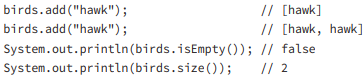 birds.add("hawk");                    // [hawk]
birds.add("hawk");                    // [hawk, hawk]
System.out.println(birds.isEmpty());  // false
System.out.println(birds.size());     // 2